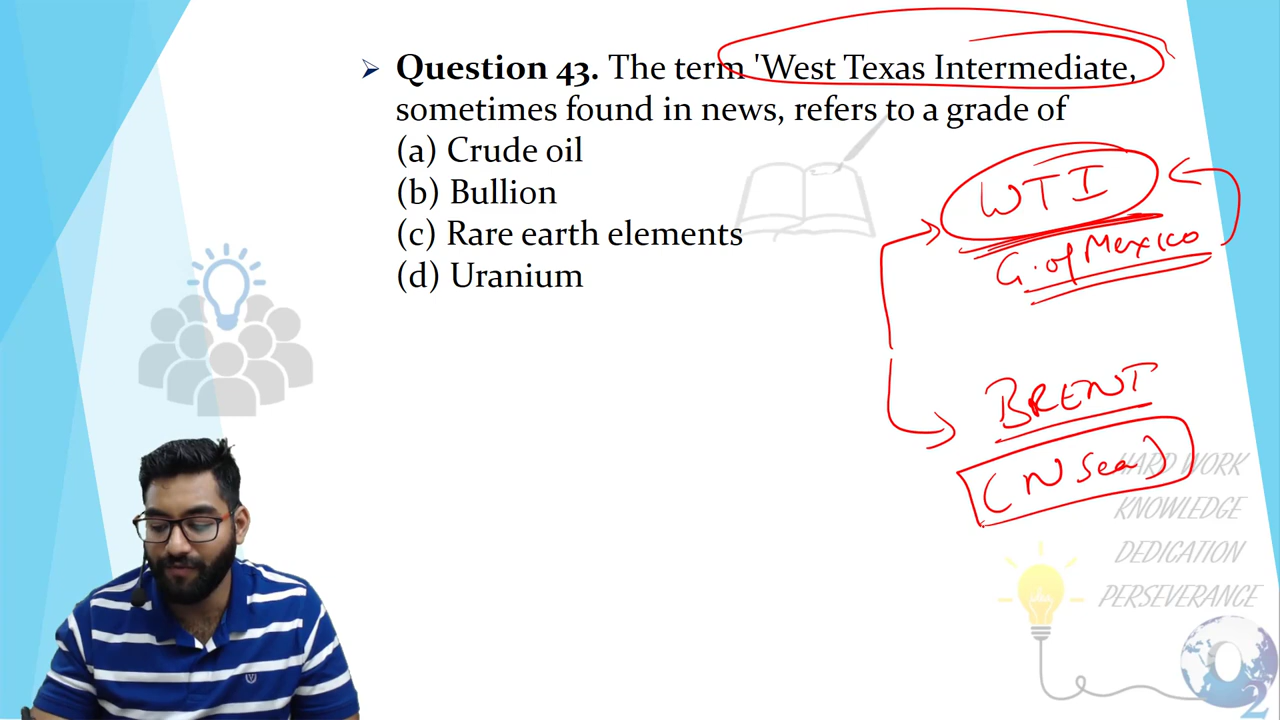 ➤ Question 43. The term 'West Texas Intermediate,
sometimes found in news, refers to a grade of
(a) Crude oil
(b) Bullion
(c) Rare earth elements
(d) Uranium
WTI
G. of Mexico
BRENT
(N Sea)
HARD WORK
KNOWLEDGE
DEDICATION
PERSEVERANCE
O2